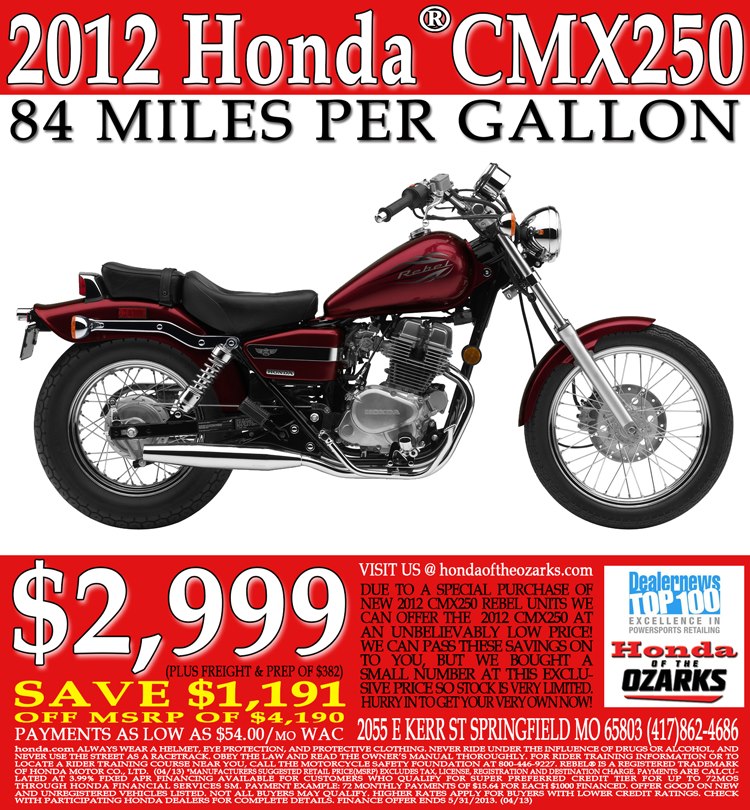 2012 Honda® CMX250
84 MILES PER GALLON
Rebel
HONDA
HONDA
$2,999
(PLUS FREIGHT & PREP OF $382)
SAVE $1,191
OFF MSRP OF $4,190
PAYMENTS AS LOW AS $54.00/MO WAC
VISIT US @ hondaoftheozarks.com
DUE TO A SPECIAL PURCHASE OF
NEW 2012 CMX250 REBEL UNITS WE
CAN OFFER THE 2012 CMX250 AT
AN UNBELIEVABLY LOW PRICE!
WE CAN PASS THESE SAVINGS ON
TO YOU, BUT WE BOUGHT A
SMALL NUMBER AT THIS EXCLU-
SIVE PRICE SO STOCK IS VERY LIMITED.
HURRY IN TO GET YOUR VERY OWN NOW!
Dealernews
TOP 100
EXCELLENCE IN
POWERSPORTS RETAILING
Honda
OF THE
OZARKS
2055 E KERR ST SPRINGFIELD MO 65803 (417)862-4686
honda.com ALWAYS WEAR A HELMET, EYE PROTECTION, AND PROTECTIVE CLOTHING. NEVER RIDE UNDER THE INFLUENCE OF DRUGS OR ALCOHOL, AND
NEVER USE THE STREET AS A RACETRACK. OBEY THE LAW AND READ THE OWNER'S MANUAL THOROUGHLY. FOR RIDER TRAINING INFORMATION OR TO
LOCATE A RIDER TRAINING COURSE NEAR YOU, CALL THE MOTORCYCLE SAFETY FOUNDATION AT 800-446-9227. REBEL® IS A REGISTERED TRADEMARK
OF HONDA MOTOR CO., LTD. (04/13) *MANUFACTURERS SUGGESTED RETAIL PRICE(MSRP) EXCLUDES TAX, LICENSE, REGISTRATION AND DESTINATION CHARGE. PAYMENTS ARE CALCU-
LATED AT 3.99% FIXED APR FINANCING AVAILABLE FOR CUSTOMERS WHO QUALIFY FOR SUPER PREFERRED CREDIT TIER FOR UP TO 72MOS
THROUGH HONDA FINANCIAL SERVICES SM. PAYMENT EXAMPLE: 72 MONTHLY PAYMENTS OF $15.64 FOR EACH $1000 FINANCED. OFFER GOOD ON NEW
AND UNREGISTERED VEHICLES LISTED. NOT ALL BUYERS MAY QUALIFY. HIGHER RATES APPLY FOR BUYERS WITH LOWER CREDIT RATINGS. CHECK
WITH PARTICIPATING HONDA DEALERS FOR COMPLETE DETAILS. FINANCE OFFER ENDS 5/31/2013. (04/13)